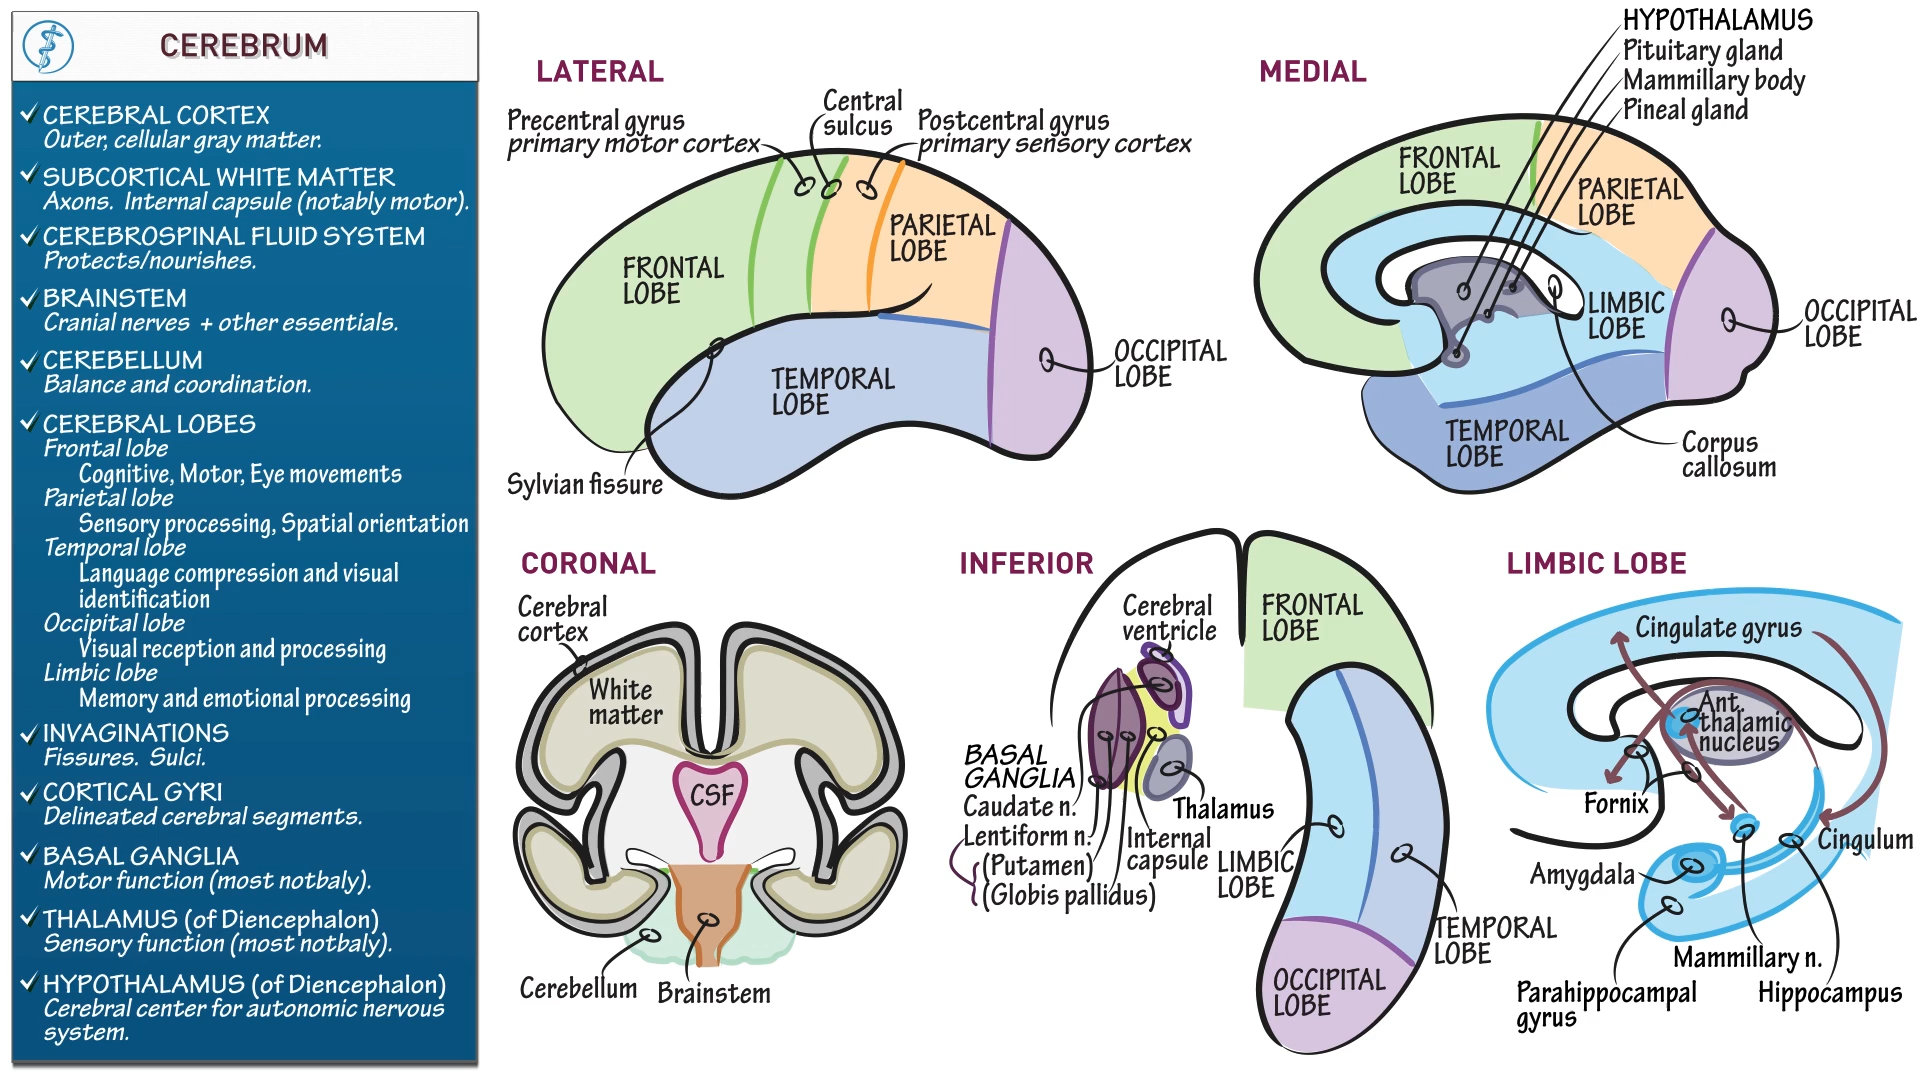 CEREBRUM
CEREBRAL CORTEX
Outer, cellular gray matter.
SUBCORTICAL WHITE MATTER
Axons. Internal capsule (notably motor).
CEREBROSPINAL FLUID SYSTEM
Protects/nourishes.
BRAINSTEM
Cranial nerves + other essentials.
CEREBELLUM
Balance and coordination.
CEREBRAL LOBES
Frontal lobe
Cognitive, Motor, Eye movements
Parietal lobe
Sensory processing, Spatial orientation
Temporal lobe
Language compression and visual
identification
Occipital lobe
Visual reception and processing
Limbic lobe
Memory and emotional processing
INVAGINATIONS
Fissures. Sulci.
CORTICAL GYRI
Delineated cerebral segments.
BASAL GANGLIA
Motor function (most notbaly).
THALAMUS (of Diencephalon)
Sensory function (most notbaly).
HYPOTHALAMUS (of Diencephalon)
Cerebral center for autonomic nervous
system.
LATERAL
Precentral gyrus
primary motor cortex
Central
sulcus
Postcentral gyrus
primary sensory cortex
FRONTAL
LOBE
PARIETAL
LOBE
TEMPORAL
LOBE
OCCIPITAL
LOBE
Sylvian fissure
MEDIAL
HYPOTHALAMUS
Pituitary gland
Mammillary body
Pineal gland
FRONTAL
LOBE
PARIETAL
LOBE
LIMBIC
LOBE
OCCIPITAL
LOBE
TEMPORAL
LOBE
Corpus
callosum
CORONAL
Cerebral
cortex
White
matter
CSF
Cerebellum
Brainstem
INFERIOR
Cerebral
ventricle
FRONTAL
LOBE
BASAL
GANGLIA
Caudate n.
Lentiform n.
(Putamen)
(Globis pallidus)
Thalamus
Internal
capsule
LIMBIC
LOBE
TEMPORAL
LOBE
OCCIPITAL
LOBE
LIMBIC LOBE
Cingulate gyrus
Ant.
thalamic
nucleus
Fornix
Cingulum
Amygdala
Mammillary n.
Parahippocampal
gyrus
Hippocampus